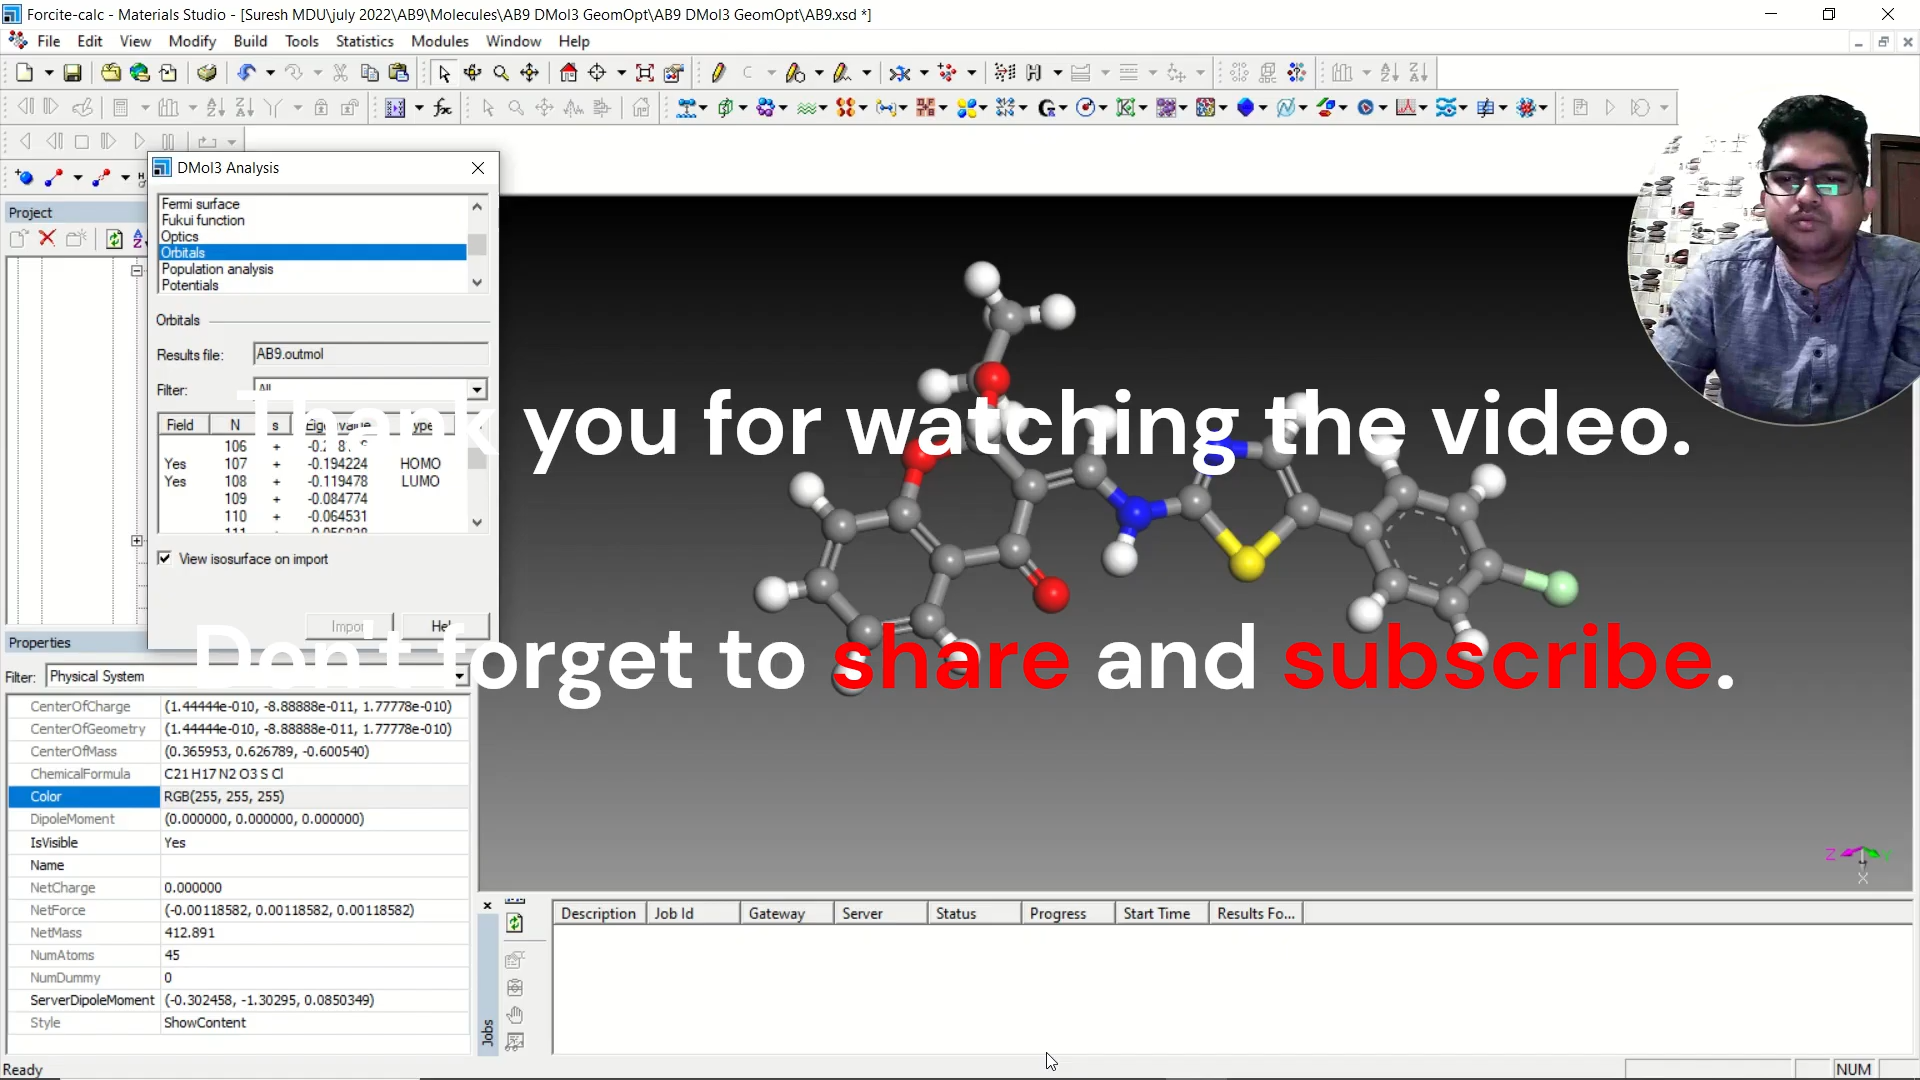 Forcite-calc - Materials Studio - [Suresh MDU\july 2022\AB9\Molecules\AB9 DMol3 GeomOpt\AB9 DMol3 GeomOpt\AB9.xsd *]
File Edit View Modify Build Tools Statistics Modules Window Help
DMol3 Analysis
Fermi surface
Fukui function
Optics
Orbitals
Population analysis
Potentials
Orbitals
Results file: AB9.outmol
Filter: All
Field N s
106 +
Yes 107 + -0.194224 HOMO
Yes 108 + -0.119478 LUMO
109 + -0.084774
110 + -0.064531
View isosurface on import
Import Help
Project
Thank you for watching the video.
Don't forget to share and subscribe.
Properties
Filter: Physical System
CenterOfCharge (1.44444e-010, -8.88888e-011, 1.77778e-010)
CenterOfGeometry (1.44444e-010, -8.88888e-011, 1.77778e-010)
CenterOfMass (0.365953, 0.626789, -0.600540)
ChemicalFormula C21 H17 N2 O3 S Cl
Color RGB(255, 255, 255)
DipoleMoment (0.000000, 0.000000, 0.000000)
IsVisible Yes
Name
NetCharge 0.000000
NetForce (-0.00118582, 0.00118582, 0.00118582)
NetMass 412.891
NumAtoms 45
NumDummy 0
ServerDipoleMoment (-0.302458, -1.30295, 0.0850349)
Style ShowContent
Z X
Description Job Id Gateway Server Status Progress Start Time Results Fo...
Jobs
Ready NUM